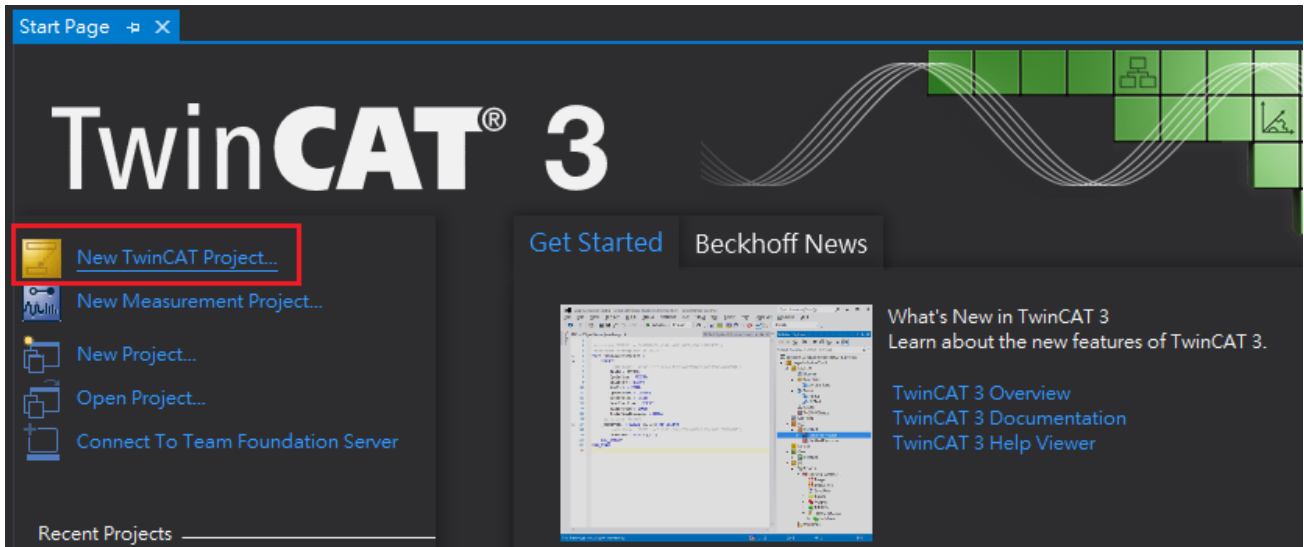 Start Page
TwinCAT® 3
New TwinCAT Project...
New Measurement Project...
New Project...
Open Project...
Connect To Team Foundation Server
Recent Projects
Get Started
Beckhoff News
What's New in TwinCAT 3
Learn about the new features of TwinCAT 3.
TwinCAT 3 Overview
TwinCAT 3 Documentation
TwinCAT 3 Help Viewer